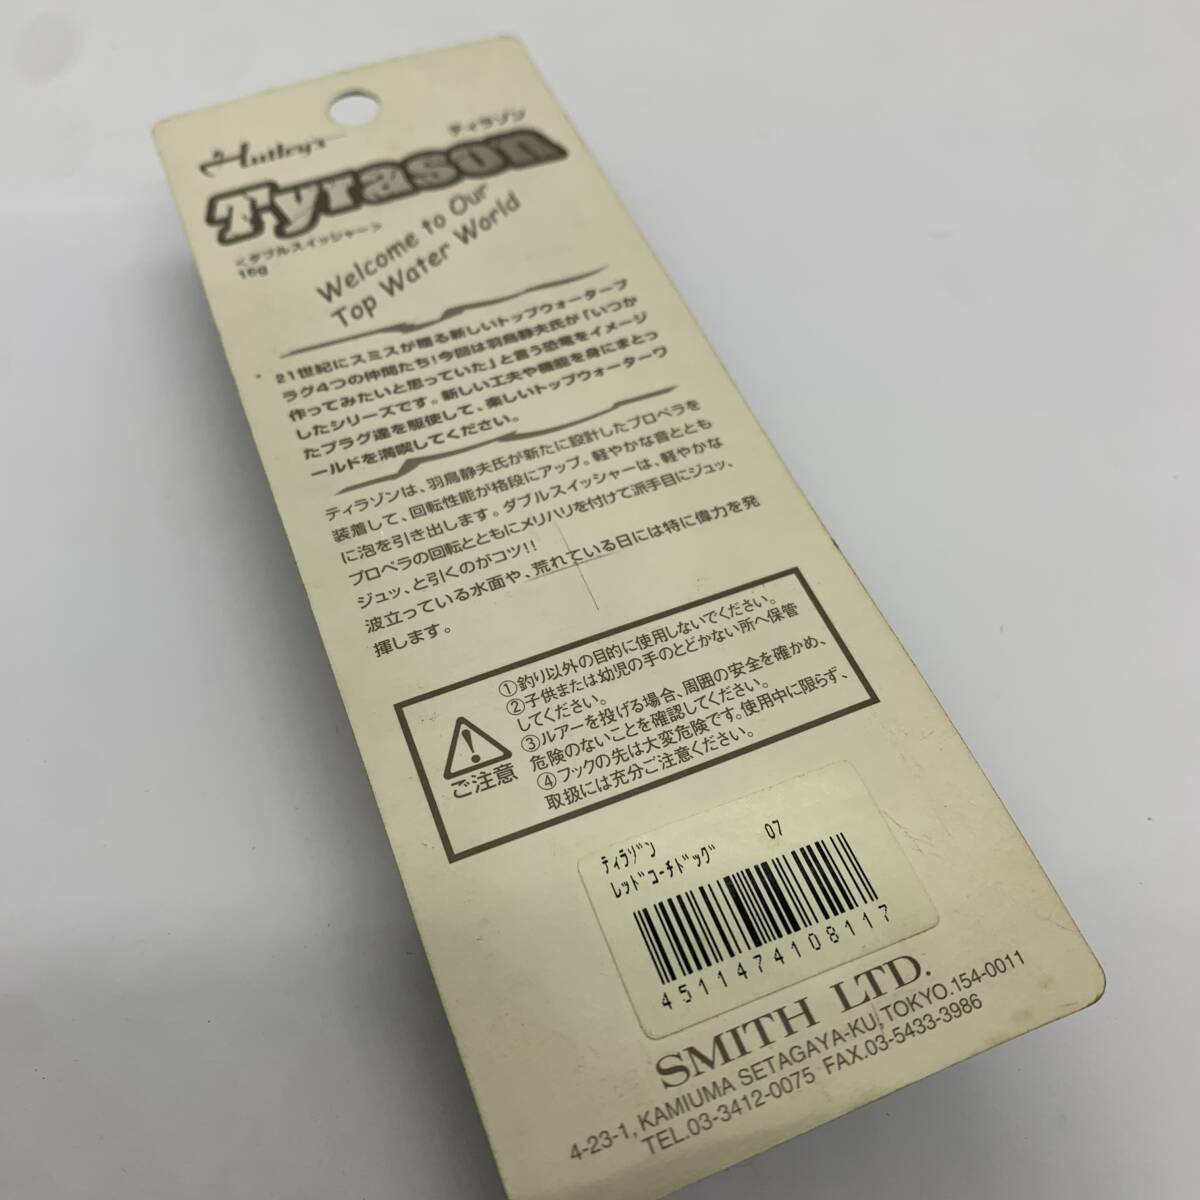 Hutley's
ティラゾン
Tyrason
<ダブルスイッシャー>
16g
Welcome to Our
Top Water World
21世紀にスミスが贈る新しいトップウォータープ
ラグ4つの仲間たち!今回は羽鳥静夫氏が「いつか
作ってみたいと思っていた」と言う恐竜をイメージ
したシリーズです。新しい工夫や機能を身にまとっ
たプラグ達を駆使して、楽しいトップウォーターワ
ールドを満喫してください。
ティラゾンは、羽鳥静夫氏が新たに設計したプロペラを
装着して、回転性能が格段にアップ。軽やかな音ととも
に泡を引き出します。ダブルスイッシャーは、軽やかな
プロペラの回転とともにメリハリを付けて派手目にジュッ、
ジュッ、と引くのがコツ!!
波立っている水面や、荒れている日には特に偉力を発
揮します。
ご注意
①釣り以外の目的に使用しないでください。
②子供または幼児の手のとどかない所へ保管
してください。
③ルアーを投げる場合、周囲の安全を確かめ、
危険のないことを確認してください。
④フックの先は大変危険です。使用中に限らず、
取扱には充分ご注意ください。
ﾃｨﾗｿﾞﾝ 07
ﾚｯﾄﾞｺｰﾁﾄﾞｯｸﾞ
4511474108117
SMITH LTD.
4-23-1, KAMIUMA SETAGAYA-KU, TOKYO.154-0011
TEL.03-3412-0075 FAX.03-5433-3986